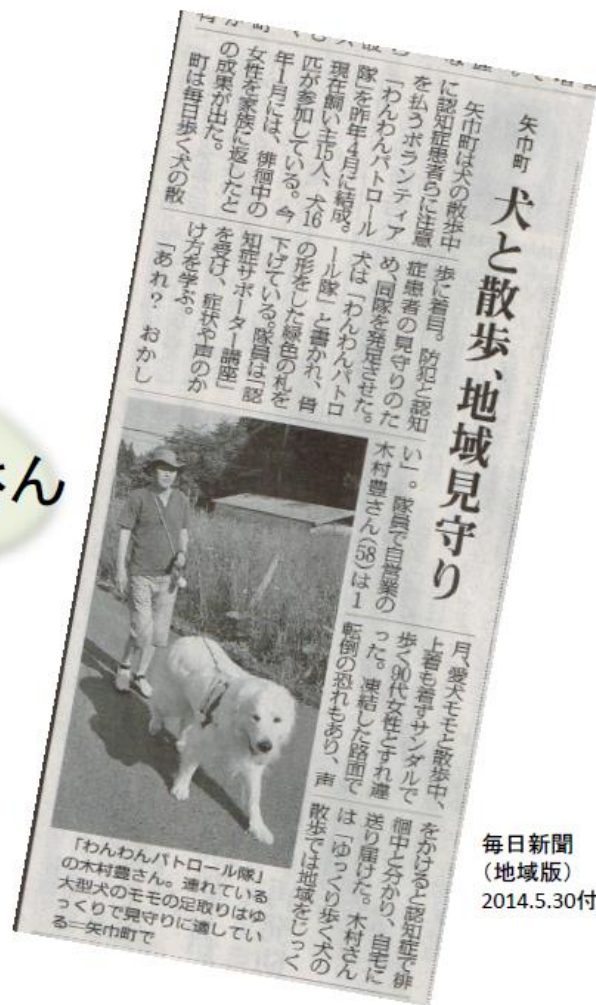 矢巾町
犬と散歩、地域見守り
矢巾町は犬の散歩中
に認知症患者らに注意
を払うボランティア
「わんわんパトロール
隊」を昨年4月に結成。
現在飼い主15人、犬16
匹が参加している。今
年1月には、徘徊中の
女性を家族に返したと
の成果が出た。
町は毎日歩く犬の散
歩に着目。防犯と認知
症患者の見守りのた
め、同隊を発足させた。
犬は「わんわんパトロ
ール隊」と書かれ、骨
の形をした緑色の札を
下げている。隊員は「認
知症サポーター講座」
を受け、症状や声のか
け方を学ぶ。
「あれ？ おかし
い」。隊員で自営業の
木村豊さん(58)は1
月、愛犬モモと散歩中、
上着も着ずサンダルで
歩く90代女性とすれ違
った。凍結した路面で
転倒の恐れもあり、声
をかけると認知症で徘
徊中と分かり、自宅に
送り届けた。木村さん
は「ゆっくり歩く犬の
散歩では地域をじっく
「わんわんパトロール隊」
の木村豊さん。連れている
大型犬のモモの足取りはゆ
っくりで見守りに適してい
る=矢巾町で
ん
毎日新聞
（地域版）
2014.5.30付